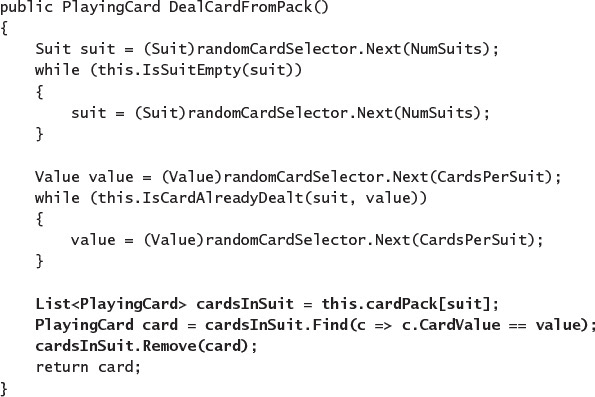 public PlayingCard DealCardFromPack()
{
    Suit suit = (Suit)randomCardSelector.Next(NumSuits);
    while (this.IsSuitEmpty(suit))
    {
        suit = (Suit)randomCardSelector.Next(NumSuits);
    }

    Value value = (Value)randomCardSelector.Next(CardsPerSuit);
    while (this.IsCardAlreadyDealt(suit, value))
    {
        value = (Value)randomCardSelector.Next(CardsPerSuit);
    }

    List<PlayingCard> cardsInSuit = this.cardPack[suit];
    PlayingCard card = cardsInSuit.Find(c => c.CardValue == value);
    cardsInSuit.Remove(card);
    return card;
}